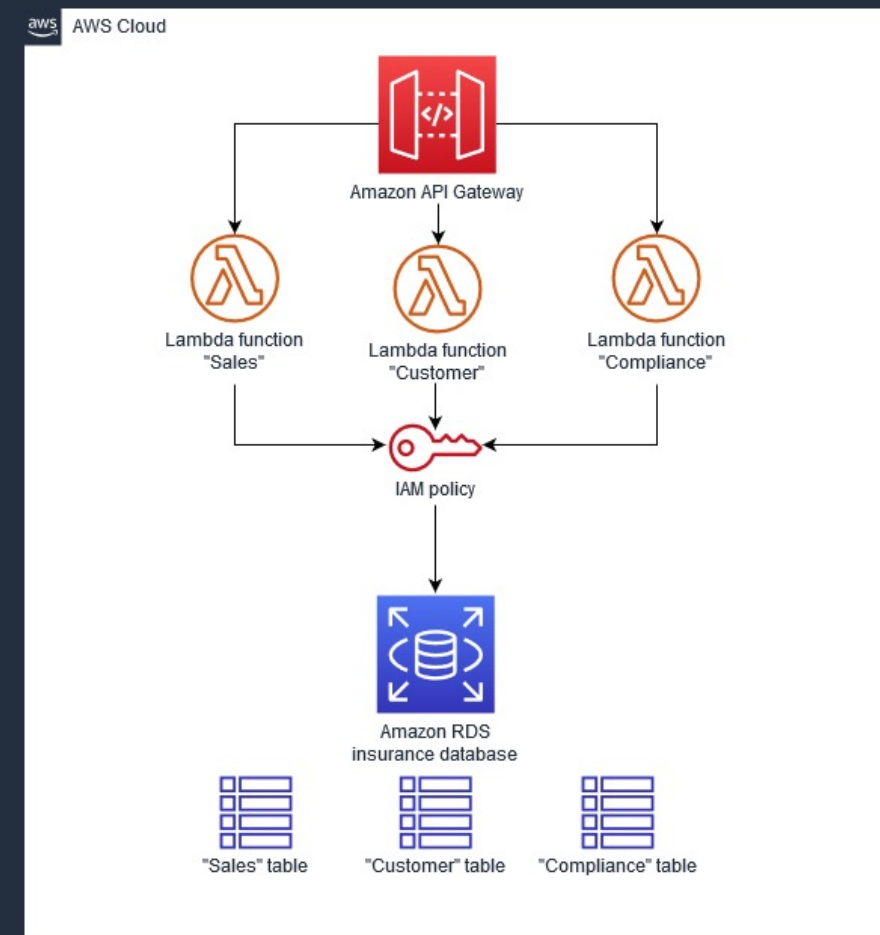 aws
AWS Cloud
</>
Amazon API Gateway
Lambda function
"Sales"
Lambda function
"Customer"
Lambda function
"Compliance"
IAM policy
Amazon RDS
insurance database
"Sales" table
"Customer" table
"Compliance" table